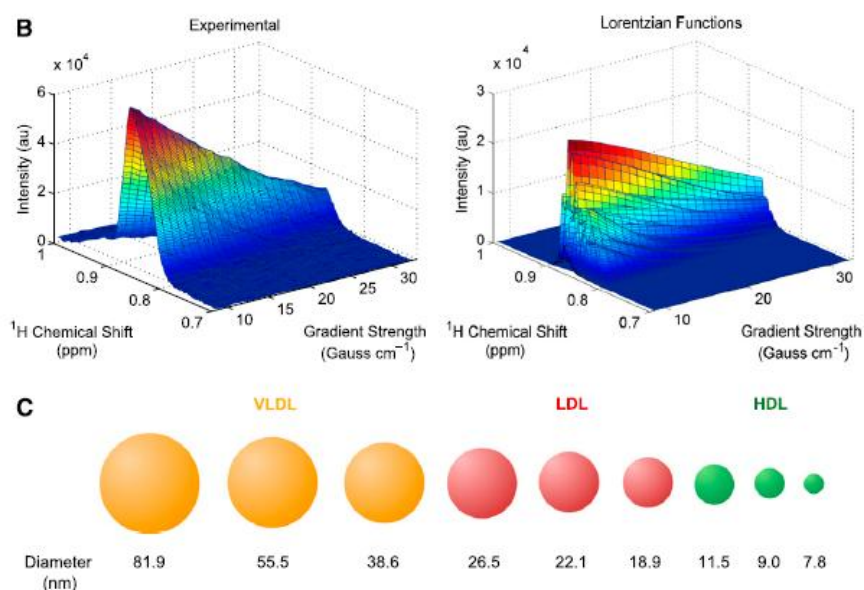 B
Experimental
Lorentzian Functions
x 10⁴
6
4
2
0
Intensity (au)
1
0.9
0.8
0.7
¹H Chemical Shift
(ppm)
10
15
20
25
30
Gradient Strength
(Gauss cm⁻¹)
x 10⁴
3
2
1
0
Intensity (au)
1
0.9
0.8
0.7
¹H Chemical Shift
(ppm)
10
20
30
Gradient Strength
(Gauss cm⁻¹)
C
VLDL LDL HDL
Diameter 81.9 55.5 38.6 26.5 22.1 18.9 11.5 9.0 7.8
(nm)